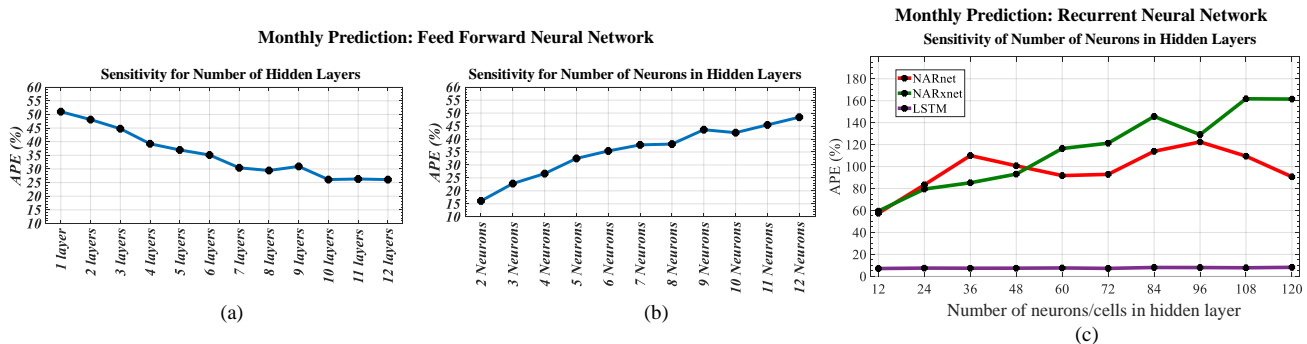 Monthly Prediction: Feed Forward Neural Network
Sensitivity for Number of Hidden Layers
APE (%)
60
55
50
45
40
35
30
25
20
15
10
1 layer
2 layers
3 layers
4 layers
5 layers
6 layers
7 layers
8 layers
9 layers
10 layers
11 layers
12 layers
(a)
Sensitivity for Number of Neurons in Hidden Layers
APE (%)
60
55
50
45
40
35
30
25
20
15
10
2 Neurons
3 Neurons
4 Neurons
5 Neurons
6 Neurons
7 Neurons
8 Neurons
9 Neurons
10 Neurons
11 Neurons
12 Neurons
(b)
Monthly Prediction: Recurrent Neural Network
Sensitivity of Number of Neurons in Hidden Layers
NARnet
NARxnet
LSTM
APE (%)
180
160
140
120
100
80
60
40
20
0
12 24 36 48 60 72 84 96 108 120
Number of neurons/cells in hidden layer
(c)